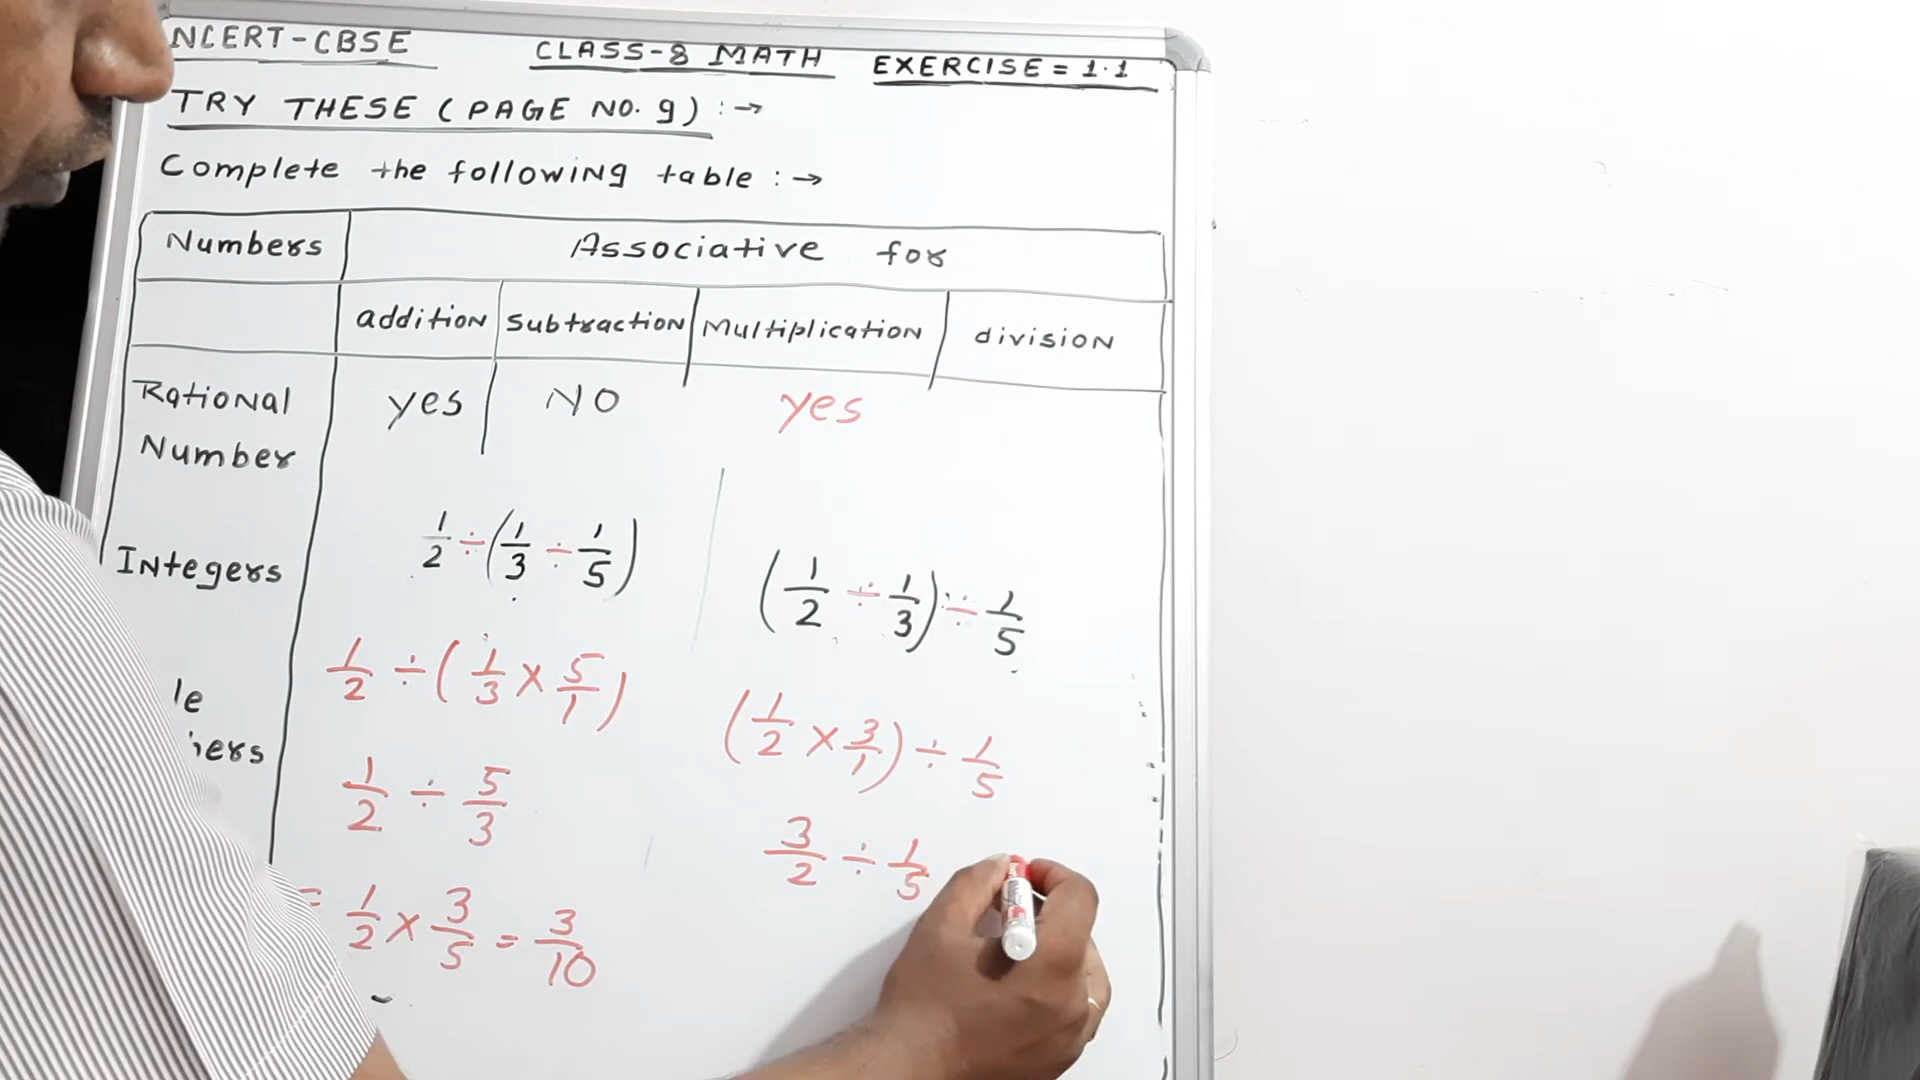 NCERT-CBSE CLASS-8 MATH EXERCISE = 1.1
TRY THESE (PAGE NO. 9) :→
Complete the following table :→
Numbers Associative for
addition Subtraction Multiplication division
Rational Number yes NO yes
Integers
1/2 ÷ (1/3 ÷ 1/5)
(1/2 ÷ 1/3) ÷ 1/5
1/2 ÷ (1/3 × 5/1)
(1/2 × 3/1) ÷ 1/5
1/2 ÷ 5/3
3/2 ÷ 1/5
= 1/2 × 3/5 = 3/10